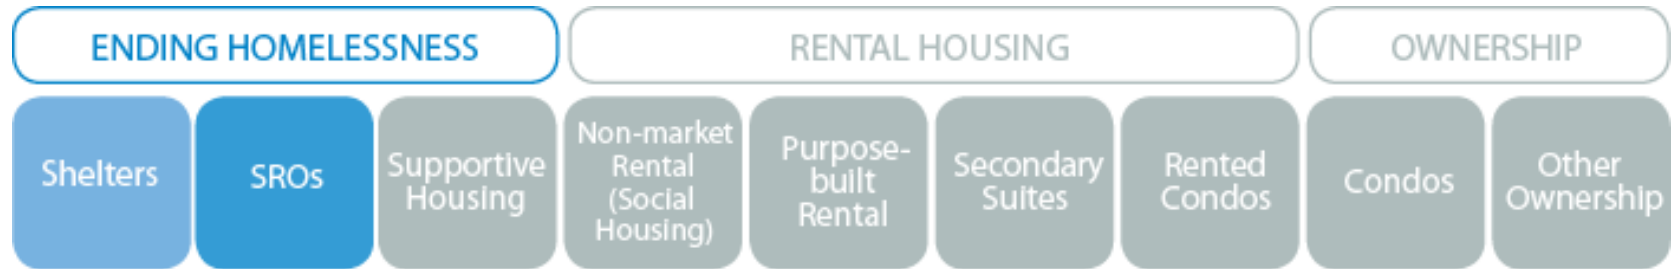 ENDING HOMELESSNESS
RENTAL HOUSING
OWNERSHIP
Shelters
SROs
Supportive
Housing
Non-market
Rental
(Social
Housing)
Purpose-
built
Rental
Secondary
Suites
Rented
Condos
Condos
Other
Ownership